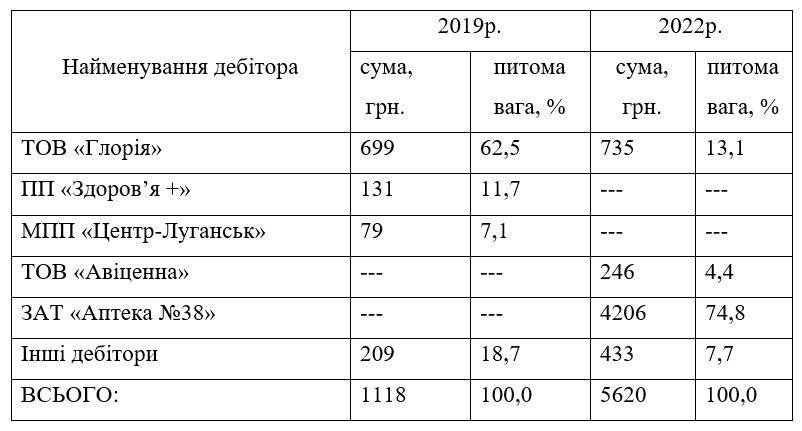 Найменування дебітора 2019р. 2022р.
сума, грн. питома вага, % сума, грн. питома вага, %
ТОВ «Глорія» 699 62,5 735 13,1
ПП «Здоров’я +» 131 11,7 --- ---
МПП «Центр-Луганськ» 79 7,1 --- ---
ТОВ «Авіценна» --- --- 246 4,4
ЗАТ «Аптека №38» --- --- 4206 74,8
Інші дебітори 209 18,7 433 7,7
ВСЬОГО: 1118 100,0 5620 100,0